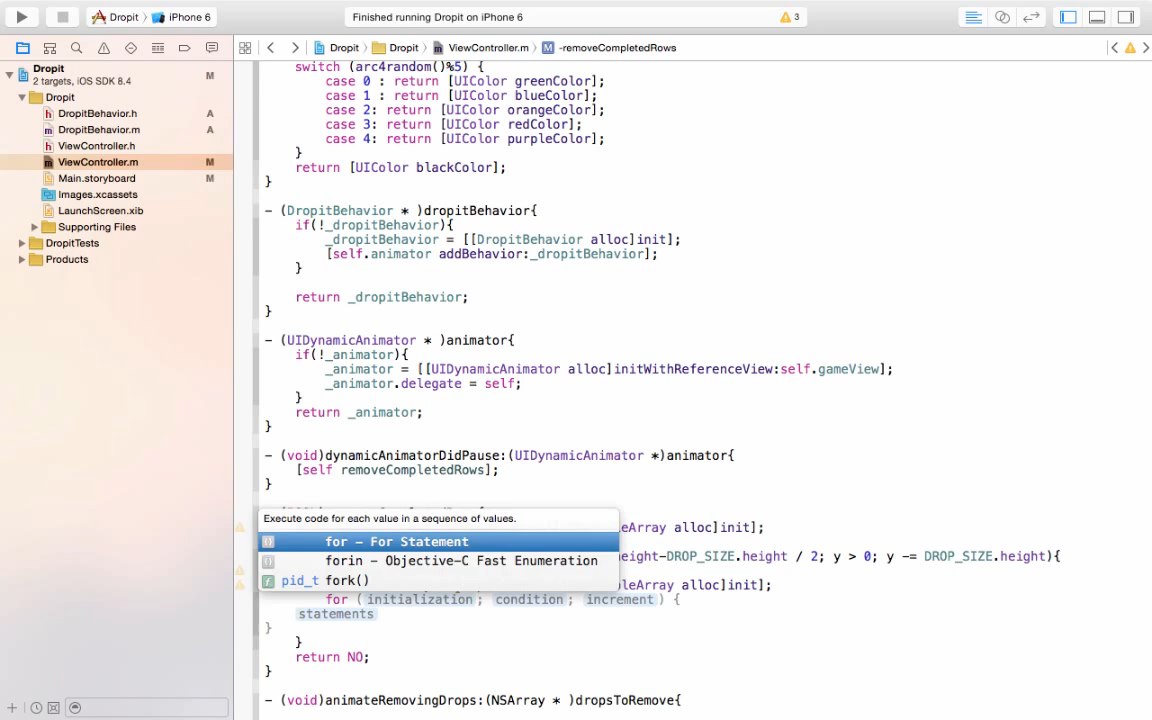 Dropit
iPhone 6
Finished running Dropit on iPhone 6
3
Dropit
Dropit
ViewController.m
M
-removeCompletedRows
Dropit
2 targets, iOS SDK 8.4
M
Dropit
h
DropitBehavior.h
A
m
DropitBehavior.m
A
h
ViewController.h
m
ViewController.m
M
Main.storyboard
M
Images.xcassets
LaunchScreen.xib
Supporting Files
DropitTests
Products
switch (arc4random()%5) {
case 0 : return [UIColor greenColor];
case 1 : return [UIColor blueColor];
case 2: return [UIColor orangeColor];
case 3: return [UIColor redColor];
case 4: return [UIColor purpleColor];
}
return [UIColor blackColor];
}
- (DropitBehavior * )dropitBehavior{
if(!_dropitBehavior){
_dropitBehavior = [[DropitBehavior alloc]init];
[self.animator addBehavior:_dropitBehavior];
}
return _dropitBehavior;
}
- (UIDynamicAnimator * )animator{
if(!_animator){
_animator = [[UIDynamicAnimator alloc]initWithReferenceView:self.gameView];
_animator.delegate = self;
}
return _animator;
}
- (void)dynamicAnimatorDidPause:(UIDynamicAnimator *)animator{
[self removeCompletedRows];
}
Execute code for each value in a sequence of values.
leArray alloc]init];
for – For Statement
forin – Objective-C Fast Enumeration
pid_t fork()
height-DROP_SIZE.height / 2; y > 0; y -= DROP_SIZE.height){
leArray alloc]init];
for (initialization; condition; increment) {
statements
}
}
return NO;
}
- (void)animateRemovingDrops:(NSArray * )dropsToRemove{